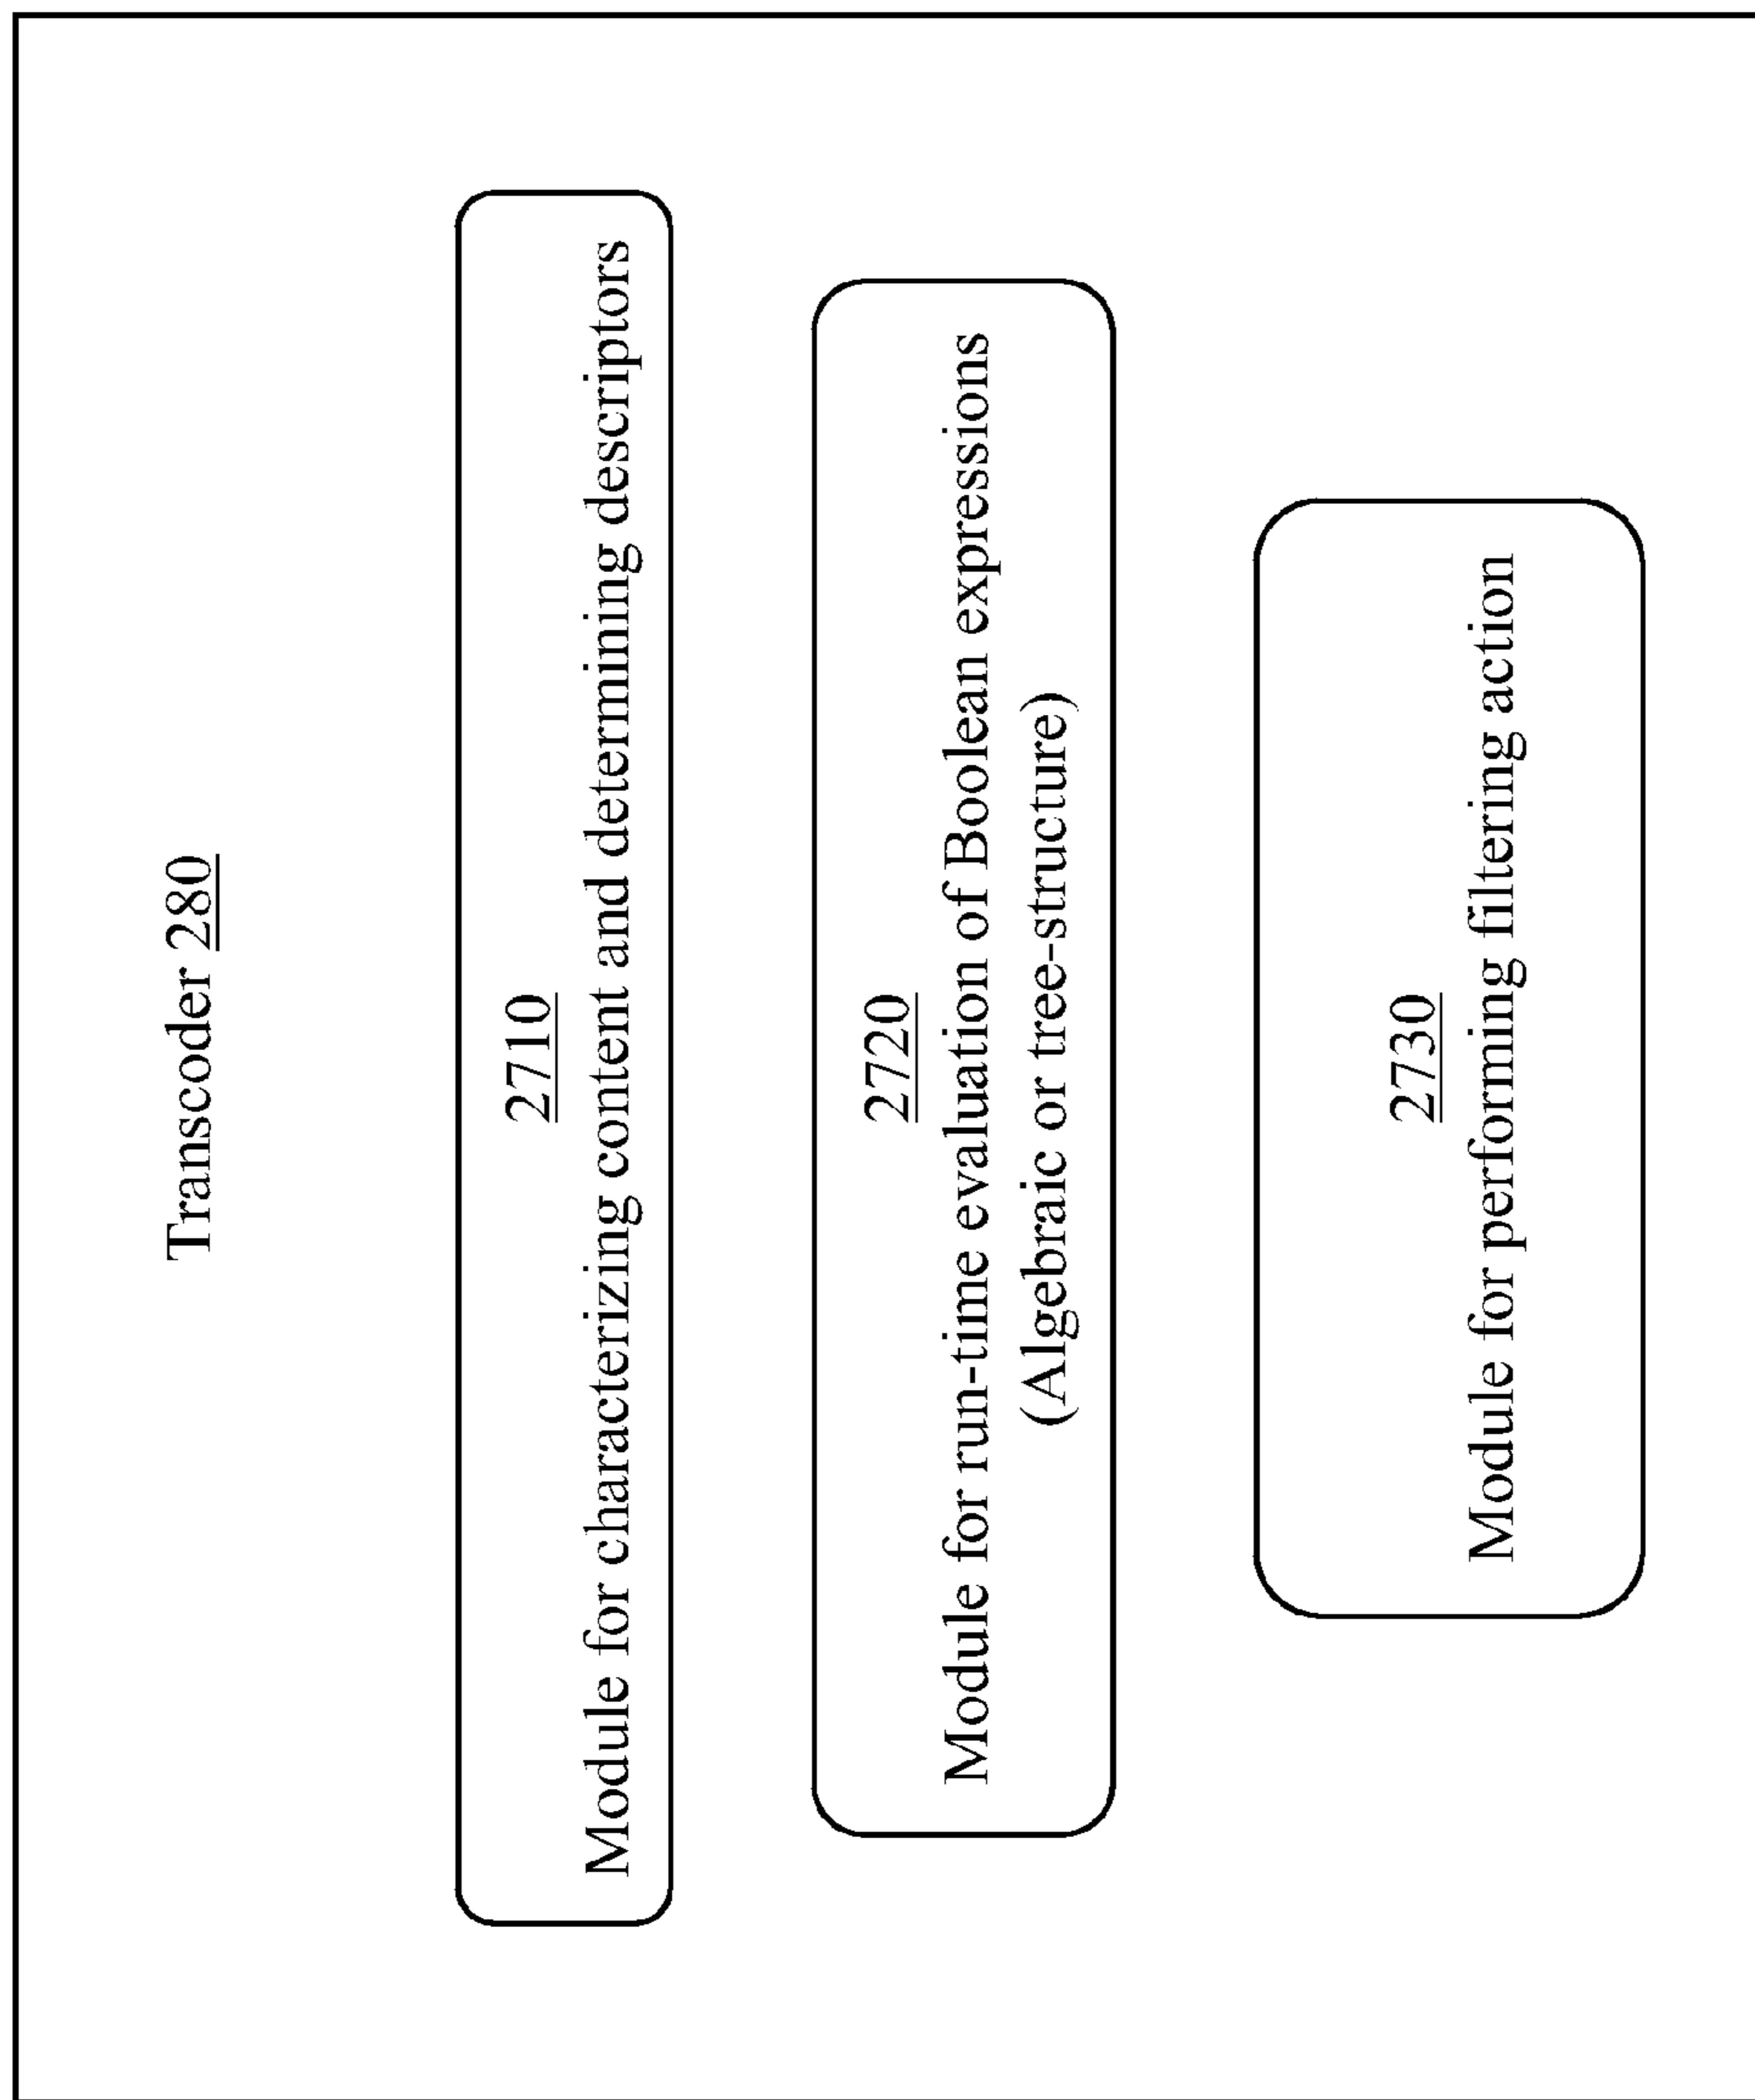 Transcoder 280
2710
Module for characterizing content and determining descriptors
2720
Module for run-time evaluation of Boolean expressions
(Algebraic or tree-structure)
2730
Module for performing filtering action